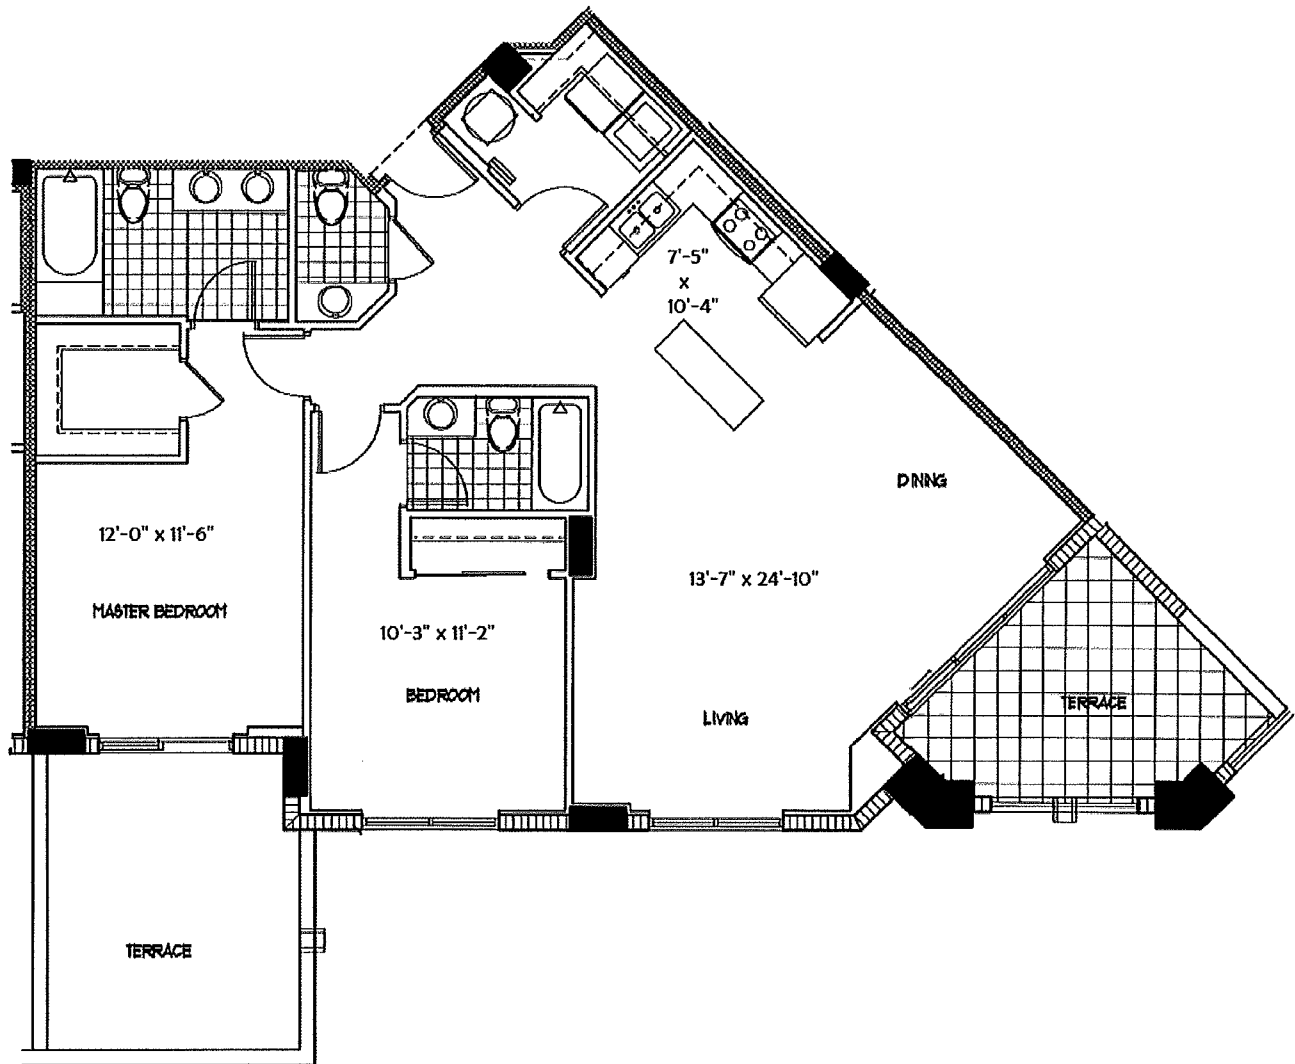 7'-5"
x
10'-4"
DINING
12'-0" x 11'-6"
13'-7" x 24'-10"
MASTER BEDROOM
10'-3" x 11'-2"
BEDROOM
TERRACE
LIVING
TERRACE